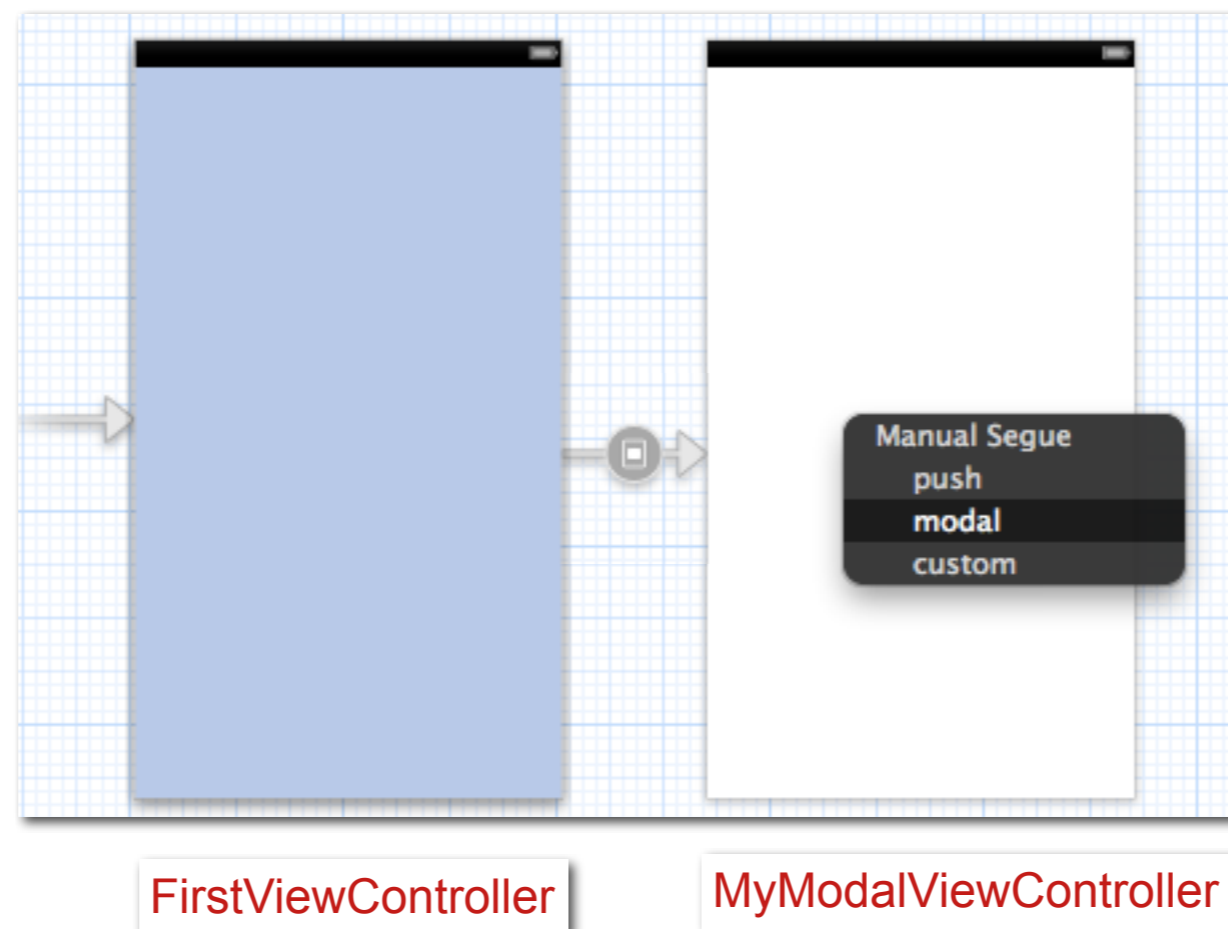 Manual Segue
push
modal
custom
FirstViewController
MyModalViewController